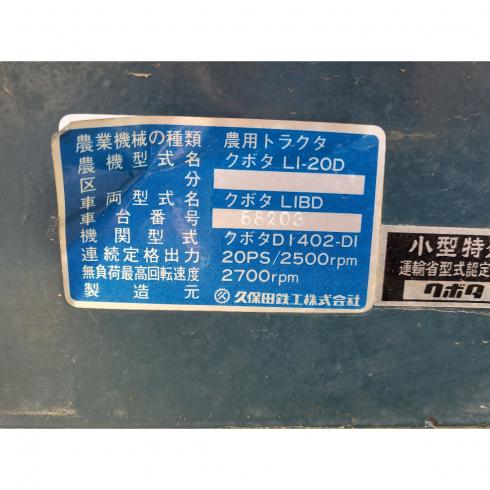 農業機械の種類 農用トラクタ
農機型式名 クボタ L1-20D
区分
車両型式名 クボタ L1BD
車台番号 58203
機関型式 クボタD1402-D1
連続定格出力 20PS/2500rpm
無負荷最高回転速度 2700rpm
製造元 久保田鉄工株式会社
小型特
運輸省型式認定
クボタ